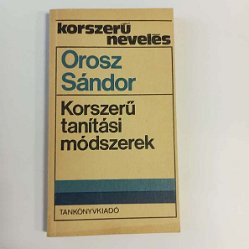 korszerű
nevelés
Orosz
Sándor
Korszerű
tanítási
módszerek
TANKÖNYVKIADÓ